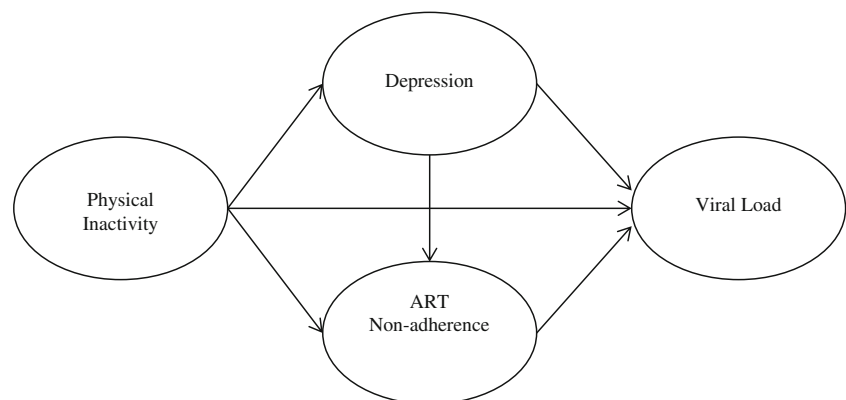 Depression
Physical
Inactivity
Viral Load
ART
Non-adherence